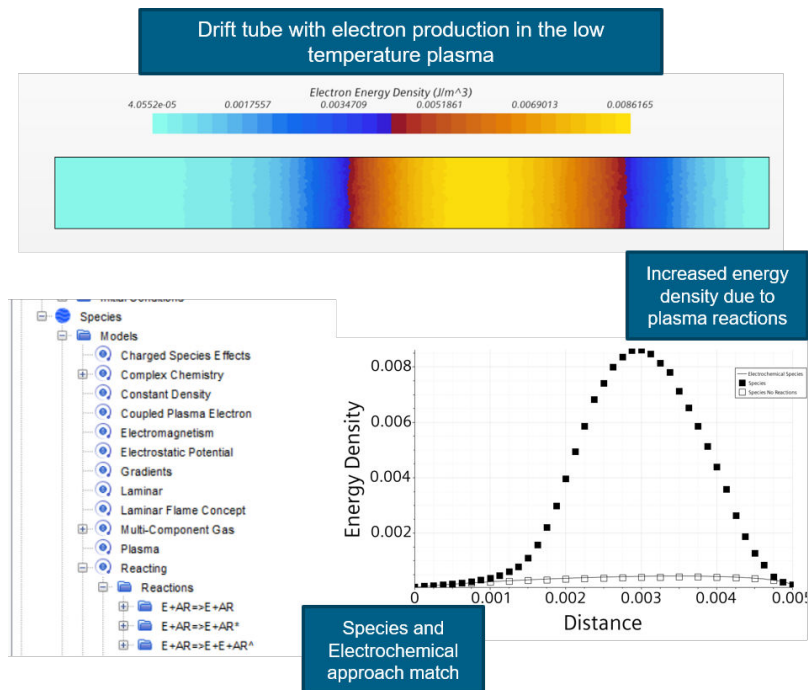 Drift tube with electron production in the low
temperature plasma
Electron Energy Density (J/m^3)
4.0552e-05 0.0017557 0.0034709 0.0051861 0.0069013 0.0086165
Increased energy
density due to
plasma reactions
Species
Models
Charged Species Effects
Complex Chemistry
Constant Density
Coupled Plasma Electron
Electromagnetism
Electrostatic Potential
Gradients
Laminar
Laminar Flame Concept
Multi-Component Gas
Plasma
Reacting
Reactions
E+AR=>E+AR
E+AR=>E+AR*
E+AR=>E+E+AR^
0.008
0.006
0.004
0.002
Energy Density
Electrochemical Species
Species
Species No Reactions
0 0.001 0.002 0.003 0.004 0.005
Distance
Species and
Electrochemical
approach match